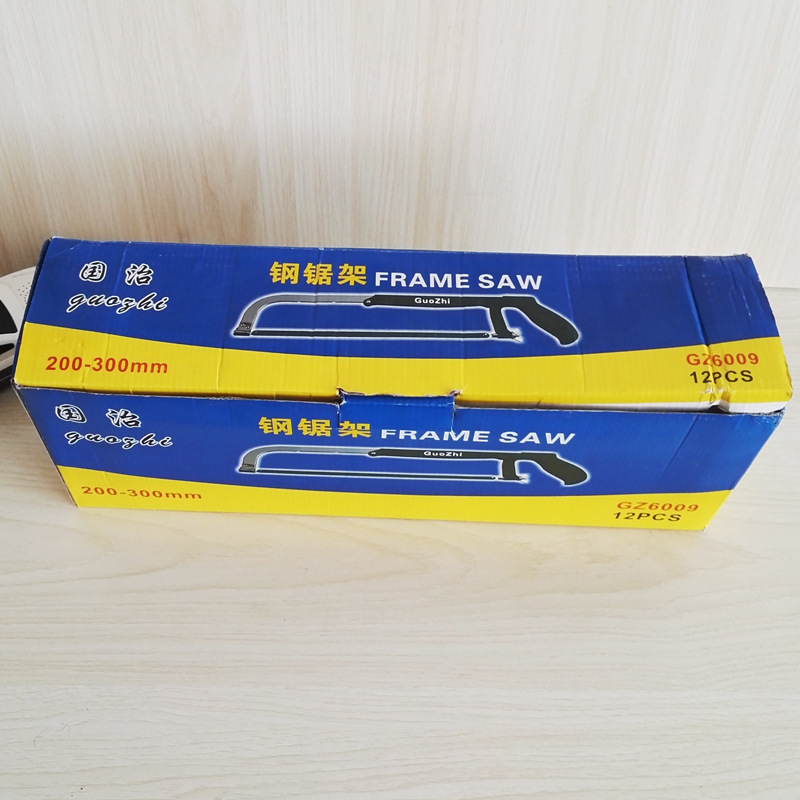 国治
guozhi
钢锯架 FRAME SAW
GuoZhi
200-300mm
GZ6009
12PCS
国治
guozhi
钢锯架 FRAME SAW
GuoZhi
200-300mm
GZ6009
12PCS